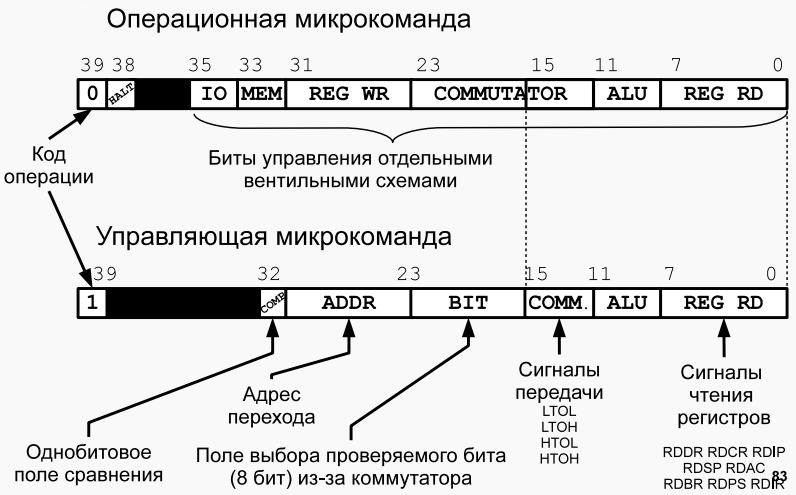 Операционная микрокоманда
39 38 35 33 31 23 15 11 7 0
0 HALT IO MEM REG WR COMMUTATOR ALU REG RD
Код
операции
Биты управления отдельными
вентильными схемами
Управляющая микрокоманда
39 32 23 15 11 7 0
1 COMP ADDR BIT COMM. ALU REG RD
Адрес
перехода
Однобитовое
поле сравнения
Поле выбора проверяемого бита
(8 бит) из-за коммутатора
Сигналы
передачи
LTOL
LTOH
HTOL
HTOH
Сигналы
чтения
регистров
RDDR RDCR RDIP
RDSP RDAC
RDBR RDPS RDIR
83